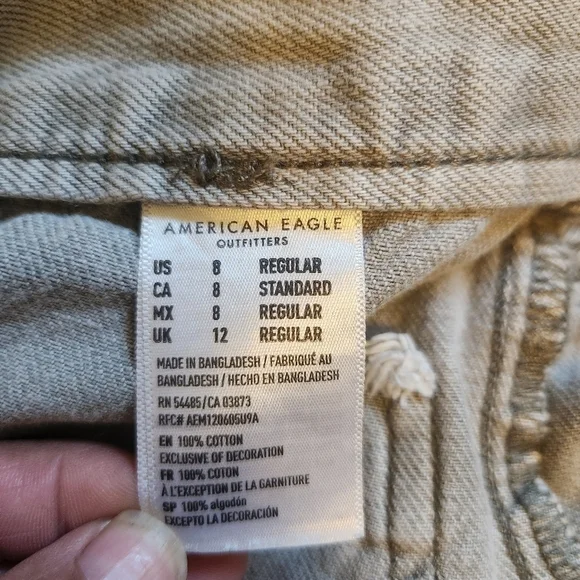 AMERICAN EAGLE
OUTFITTERS
US 8 REGULAR
CA 8 STANDARD
MX 8 REGULAR
UK 12 REGULAR
MADE IN BANGLADESH / FABRIQUÉ AU
BANGLADESH / HECHO EN BANGLADESH
RN 54485/CA 03873
RFC# AEM120605U9A
EN 100% COTTON
EXCLUSIVE OF DECORATION
FR 100% COTON
À L'EXCEPTION DE LA GARNITURE
SP 100% algodón
EXCEPTO LA DECORACIÓN